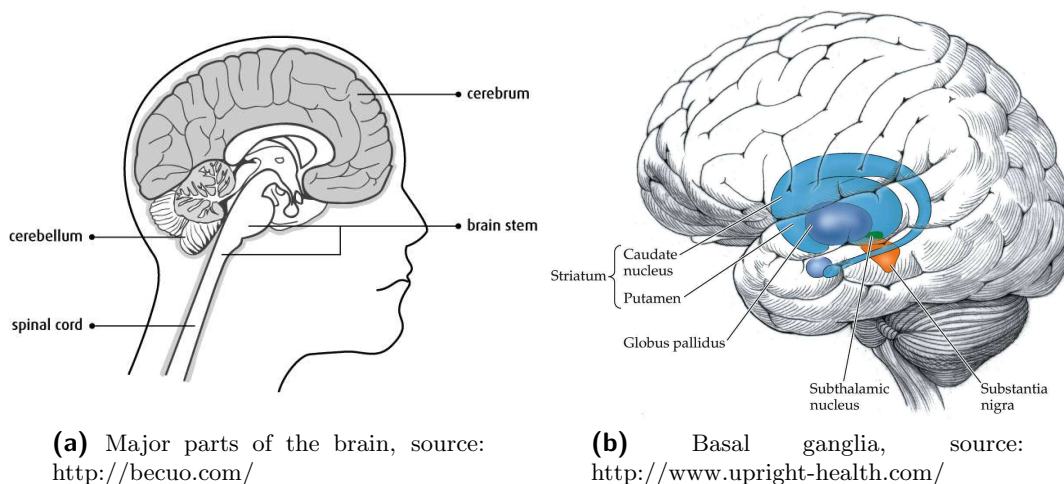 cerebrum
brain stem
cerebellum
spinal cord
(a) Major parts of the brain, source:
http://becuo.com/
Striatum
Caudate
nucleus
Putamen
Globus pallidus
Subthalamic
nucleus
Substantia
nigra
(b) Basal ganglia, source:
http://www.upright-health.com/